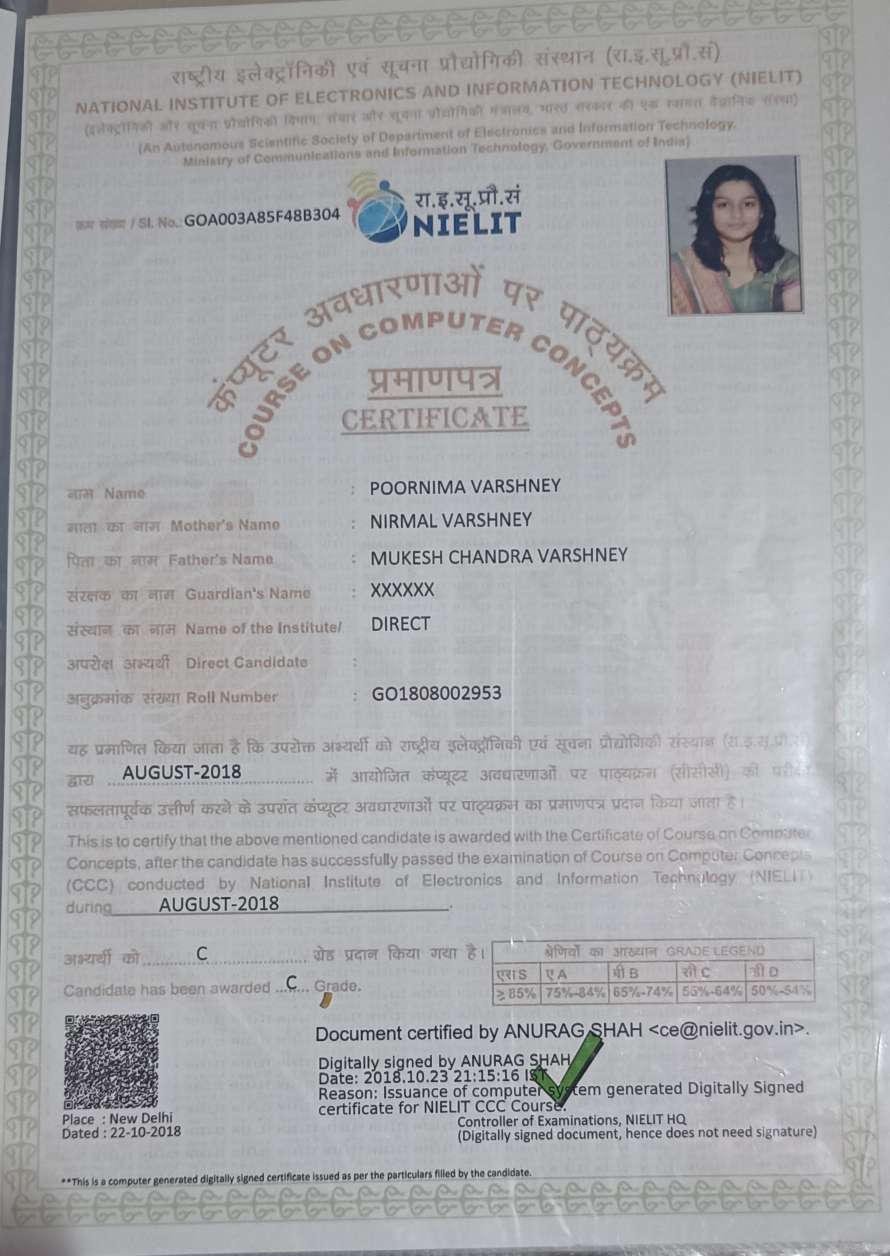 राष्ट्रीय इलेक्ट्रॉनिकी एवं सूचना प्रौद्योगिकी संस्थान (रा.इ.सू.प्रौ.सं)
NATIONAL INSTITUTE OF ELECTRONICS AND INFORMATION TECHNOLOGY (NIELIT)
(इलेक्ट्रॉनिकी और सूचना प्रौद्योगिकी विभाग, संचार और सूचना प्रौद्योगिकी मंत्रालय, भारत सरकार की एक स्वायत्त वैज्ञानिक संस्था)
(An Autonomous Scientific Society of Department of Electronics and Information Technology,
Ministry of Communications and Information Technology, Government of India)
क्रम संख्या / Sl. No.: GOA003A85F48B304
रा.इ.सू.प्रौ.सं
NIELIT
कंप्यूटर अवधारणाओं पर पाठ्यक्रम
COURSE ON COMPUTER CONCEPTS
प्रमाणपत्र
CERTIFICATE
नाम Name : POORNIMA VARSHNEY
माता का नाम Mother's Name : NIRMAL VARSHNEY
पिता का नाम Father's Name : MUKESH CHANDRA VARSHNEY
संरक्षक का नाम Guardian's Name : XXXXXX
संस्थान का नाम Name of the Institute/ DIRECT
अपरोक्ष अभ्यर्थी Direct Candidate :
अनुक्रमांक संख्या Roll Number : GO1808002953
यह प्रमाणित किया जाता है कि उपरोक्त अभ्यर्थी को राष्ट्रीय इलेक्ट्रॉनिकी एवं सूचना प्रौद्योगिकी संस्थान (रा.इ.सू.प्रौ.सं)
द्वारा AUGUST-2018 में आयोजित कंप्यूटर अवधारणाओं पर पाठ्यक्रम (सीसीसी) की
सफलतापूर्वक उत्तीर्ण करने के उपरांत कंप्यूटर अवधारणाओं पर पाठ्यक्रम का प्रमाणपत्र प्रदान किया जाता है।
This is to certify that the above mentioned candidate is awarded with the Certificate of Course on Computer
Concepts, after the candidate has successfully passed the examination of Course on Computer Concepts
(CCC) conducted by National Institute of Electronics and Information Technology (NIELIT)
during AUGUST-2018.
अभ्यर्थी को C ग्रेड प्रदान किया गया है।
Candidate has been awarded ...C... Grade.
श्रेणियों का आख्यान GRADE LEGEND
एस S ए A बी B सी C डी D
≥ 85% 75%-84% 65%-74% 55%-64% 50%-54%
Document certified by ANURAG SHAH <ce@nielit.gov.in>.
Digitally signed by ANURAG SHAH
Date: 2018.10.23 21:15:16 IST
Reason: Issuance of computer system generated Digitally Signed
certificate for NIELIT CCC Course.
Controller of Examinations, NIELIT HQ
(Digitally signed document, hence does not need signature)
Place : New Delhi
Dated : 22-10-2018
**This is a computer generated digitally signed certificate issued as per the particulars filled by the candidate.